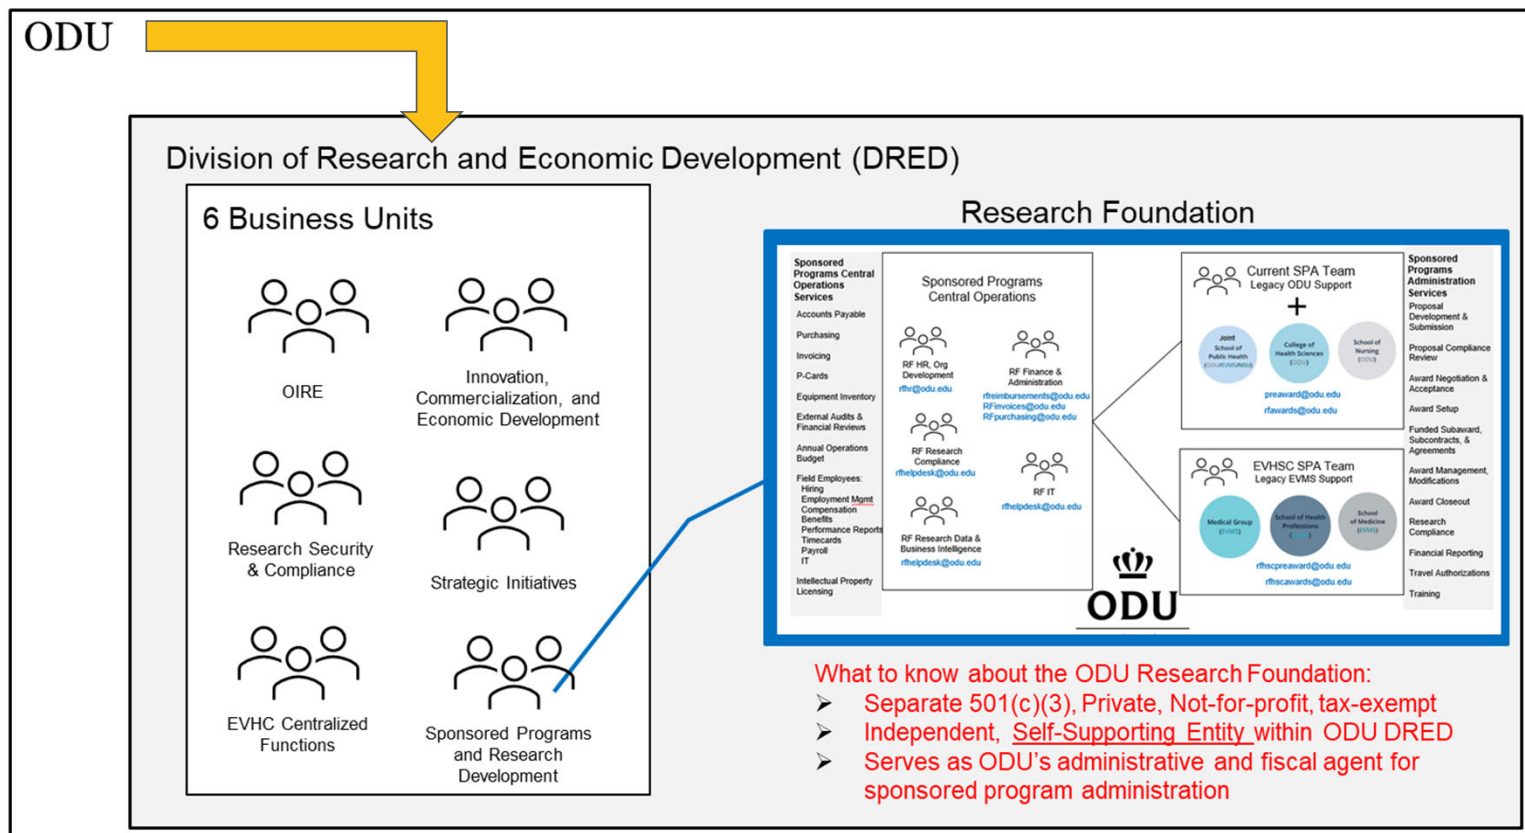 ODU
Division of Research and Economic Development (DRED)
6 Business Units
OIRE
Innovation,
Commercialization, and
Economic Development
Research Security
& Compliance
Strategic Initiatives
EVHC Centralized
Functions
Sponsored Programs
and Research
Development
Research Foundation
Sponsored
Programs Central
Operations
Services
Accounts Payable
Purchasing
Invoicing
P-Cards
Equipment Inventory
External Audits &
Financial Reviews
Annual Operations
Budget
Field Employees:
Hiring
Employment Mgmt
Compensation
Benefits
Performance Reports
Timecards
Payroll
IT
Intellectual Property
Licensing
Sponsored Programs
Central Operations
RF HR, Org
Development
rfhr@odu.edu
RF Finance &
Administration
rfreimbursements@odu.edu
RFinvoices@odu.edu
RFpurchasing@odu.edu
RF Research
Compliance
rfhelpdesk@odu.edu
RF IT
rfhelpdesk@odu.edu
RF Research Data &
Business Intelligence
rfhelpdesk@odu.edu
ODU
Current SPA Team
Legacy ODU Support
+
Joint
School of
Public Health
(ODU/EVMS/NSU)
College of
Health Sciences
(ODU)
School of
Nursing
(ODU)
preaward@odu.edu
rfawards@odu.edu
EVHSC SPA Team
Legacy EVMS Support
Medical Group
(EVMS)
School of Health
Professions
School
of Medicine
(EVMS)
rfhscpreaward@odu.edu
rfhscawards@odu.edu
Sponsored
Programs
Administration
Services
Proposal
Development &
Submission
Proposal Compliance
Review
Award Negotiation &
Acceptance
Award Setup
Funded Subaward,
Subcontracts, &
Agreements
Award Management,
Modifications
Award Closeout
Research
Compliance
Financial Reporting
Travel Authorizations
Training
What to know about the ODU Research Foundation:
➢ Separate 501(c)(3), Private, Not-for-profit, tax-exempt
➢ Independent, Self-Supporting Entity within ODU DRED
➢ Serves as ODU's administrative and fiscal agent for
sponsored program administration